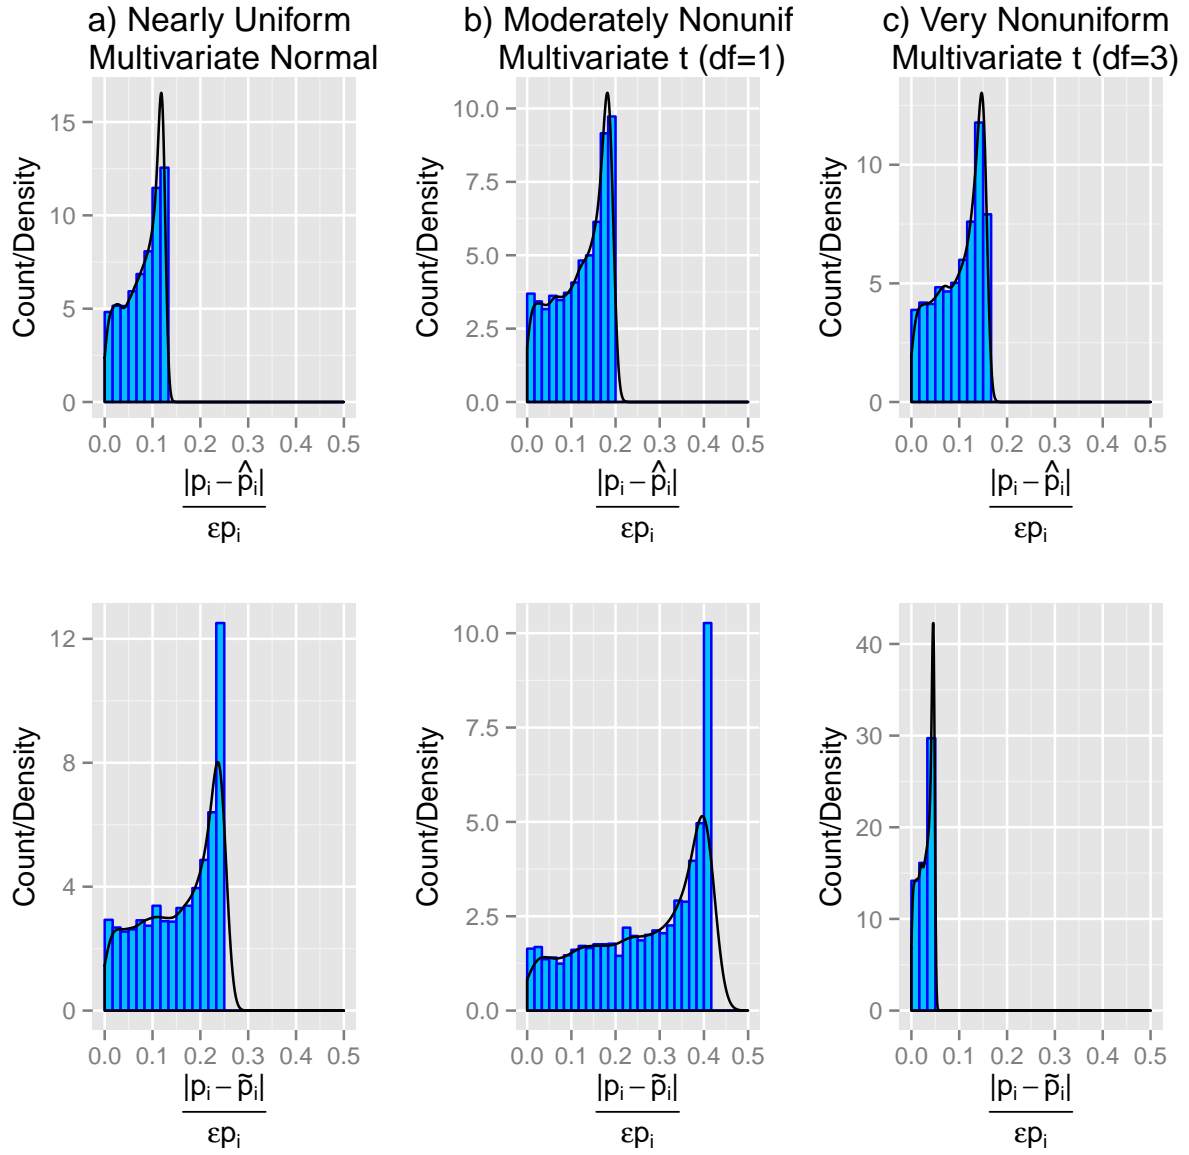 a) Nearly Uniform
Multivariate Normal
b) Moderately Nonunif
Multivariate t (df=1)
c) Very Nonuniform
Multivariate t (df=3)
Count/Density
15
10
5
0
0.0 0.1 0.2 0.3 0.4 0.5
|pᵢ − p̂ᵢ|
εpᵢ
Count/Density
10.0
7.5
5.0
2.5
0.0
0.0 0.1 0.2 0.3 0.4 0.5
|pᵢ − p̂ᵢ|
εpᵢ
Count/Density
10
5
0
0.0 0.1 0.2 0.3 0.4 0.5
|pᵢ − p̂ᵢ|
εpᵢ
Count/Density
12
8
4
0
0.0 0.1 0.2 0.3 0.4 0.5
|pᵢ − p̃ᵢ|
εpᵢ
Count/Density
10.0
7.5
5.0
2.5
0.0
0.0 0.1 0.2 0.3 0.4 0.5
|pᵢ − p̃ᵢ|
εpᵢ
Count/Density
40
30
20
10
0
0.0 0.1 0.2 0.3 0.4 0.5
|pᵢ − p̃ᵢ|
εpᵢ